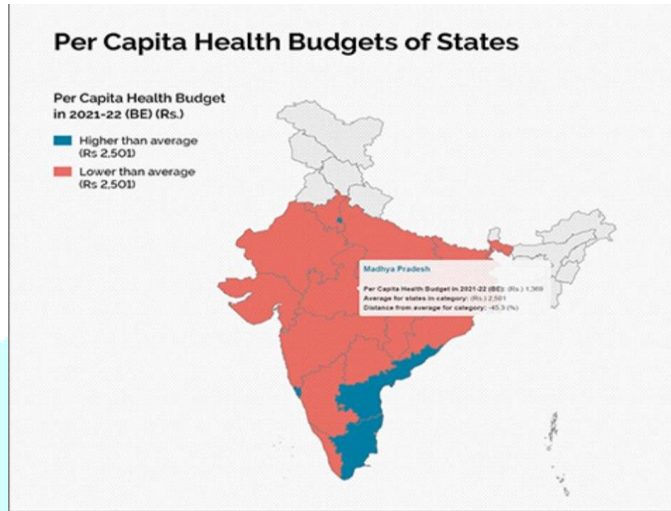 Per Capita Health Budgets of States
Per Capita Health Budget
in 2021-22 (BE) (Rs.)
Higher than average
(Rs 2,501)
Lower than average
(Rs 2,501)
Madhya Pradesh
Per Capita Health Budget in 2021-22 (BE): (Rs.) 1,369
Average for states in category: (Rs.) 2,501
Distance from average for category: -45.3 (%)